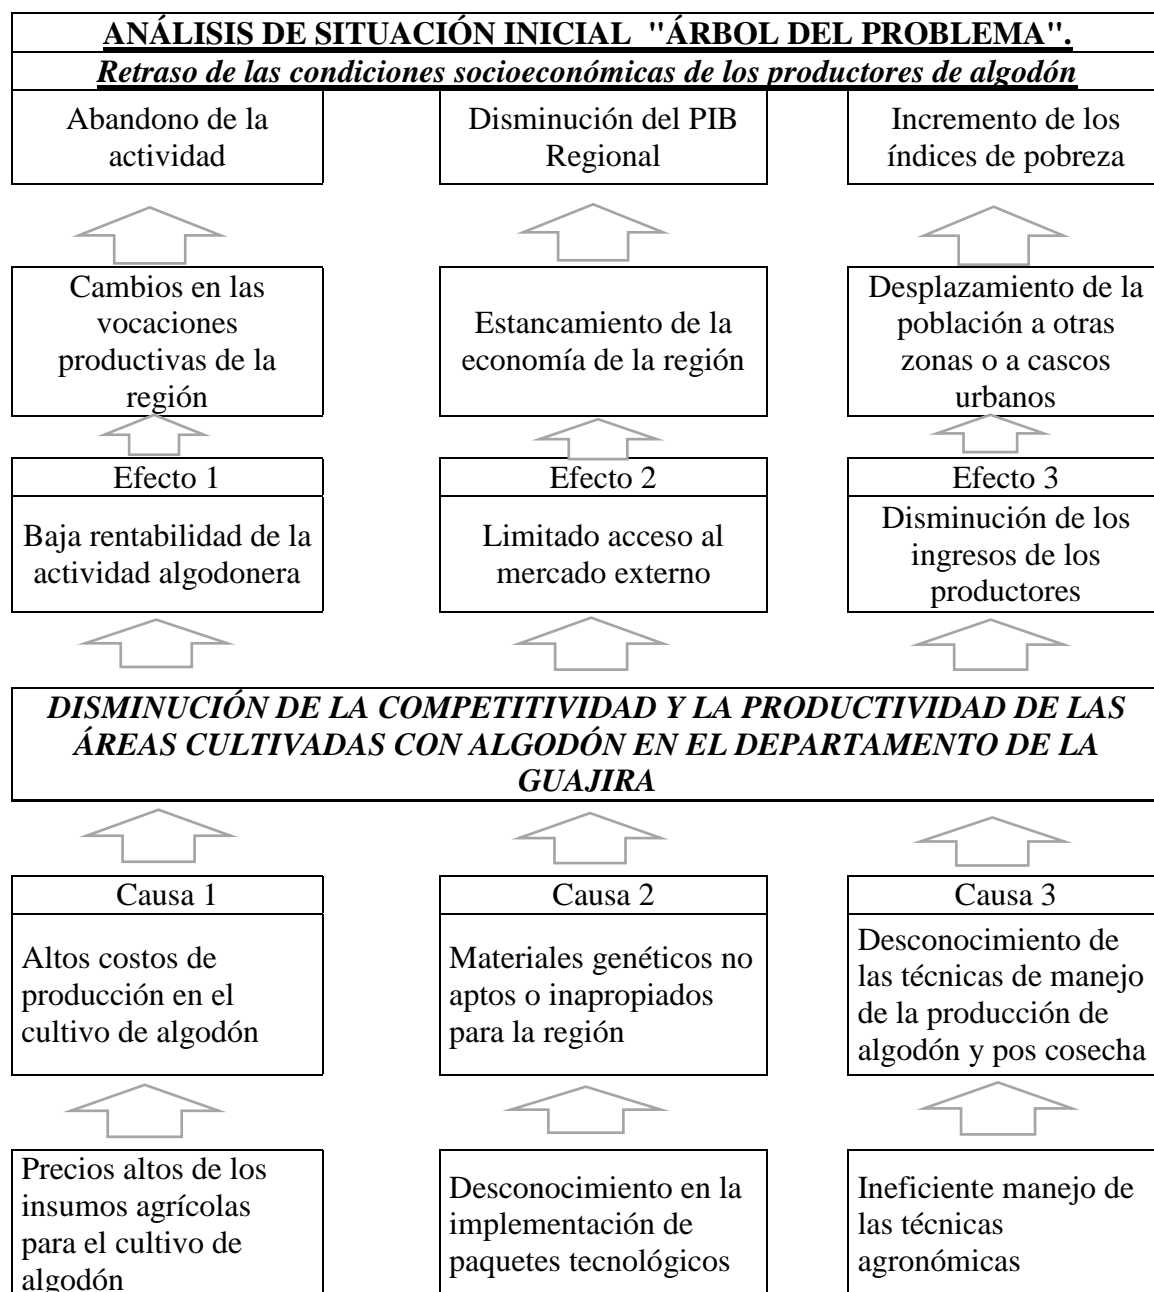 ANÁLISIS DE SITUACIÓN INICIAL "ÁRBOL DEL PROBLEMA".
Retraso de las condiciones socioeconómicas de los productores de algodón
Abandono de la
actividad
Disminución del PIB
Regional
Incremento de los
índices de pobreza
Cambios en las
vocaciones
productivas de la
región
Estancamiento de la
economía de la región
Desplazamiento de la
población a otras
zonas o a cascos
urbanos
Efecto 1
Baja rentabilidad de la
actividad algodonera
Efecto 2
Limitado acceso al
mercado externo
Efecto 3
Disminución de los
ingresos de los
productores
DISMINUCIÓN DE LA COMPETITIVIDAD Y LA PRODUCTIVIDAD DE LAS
ÁREAS CULTIVADAS CON ALGODÓN EN EL DEPARTAMENTO DE LA
GUAJIRA
Causa 1
Altos costos de
producción en el
cultivo de algodón
Causa 2
Materiales genéticos no
aptos o inapropiados
para la región
Causa 3
Desconocimiento de
las técnicas de manejo
de la producción de
algodón y pos cosecha
Precios altos de los
insumos agrícolas
para el cultivo de
algodón
Desconocimiento en la
implementación de
paquetes tecnológicos
Ineficiente manejo de
las técnicas
agronómicas